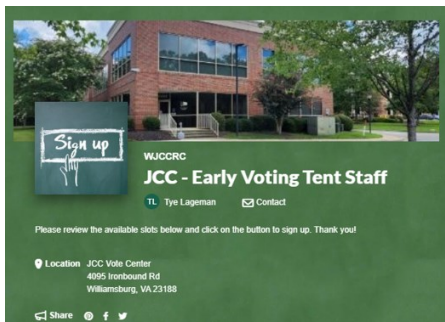 Sign up
WJCCRC
JCC - Early Voting Tent Staff
TL Tye Lageman Contact
Please review the available slots below and click on the button to sign up. Thank you!
Location JCC Vote Center
4095 Ironbound Rd
Williamsburg, VA 23188
Share